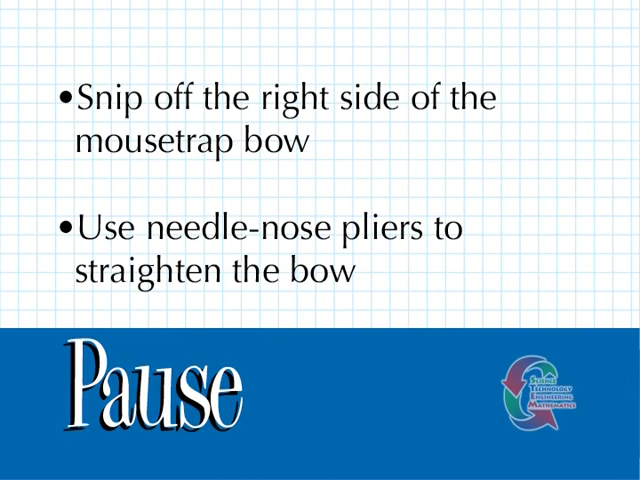 •Snip off the right side of the
mousetrap bow
•Use needle-nose pliers to
straighten the bow
Pause
Science
Technology
Engineering
Mathematics